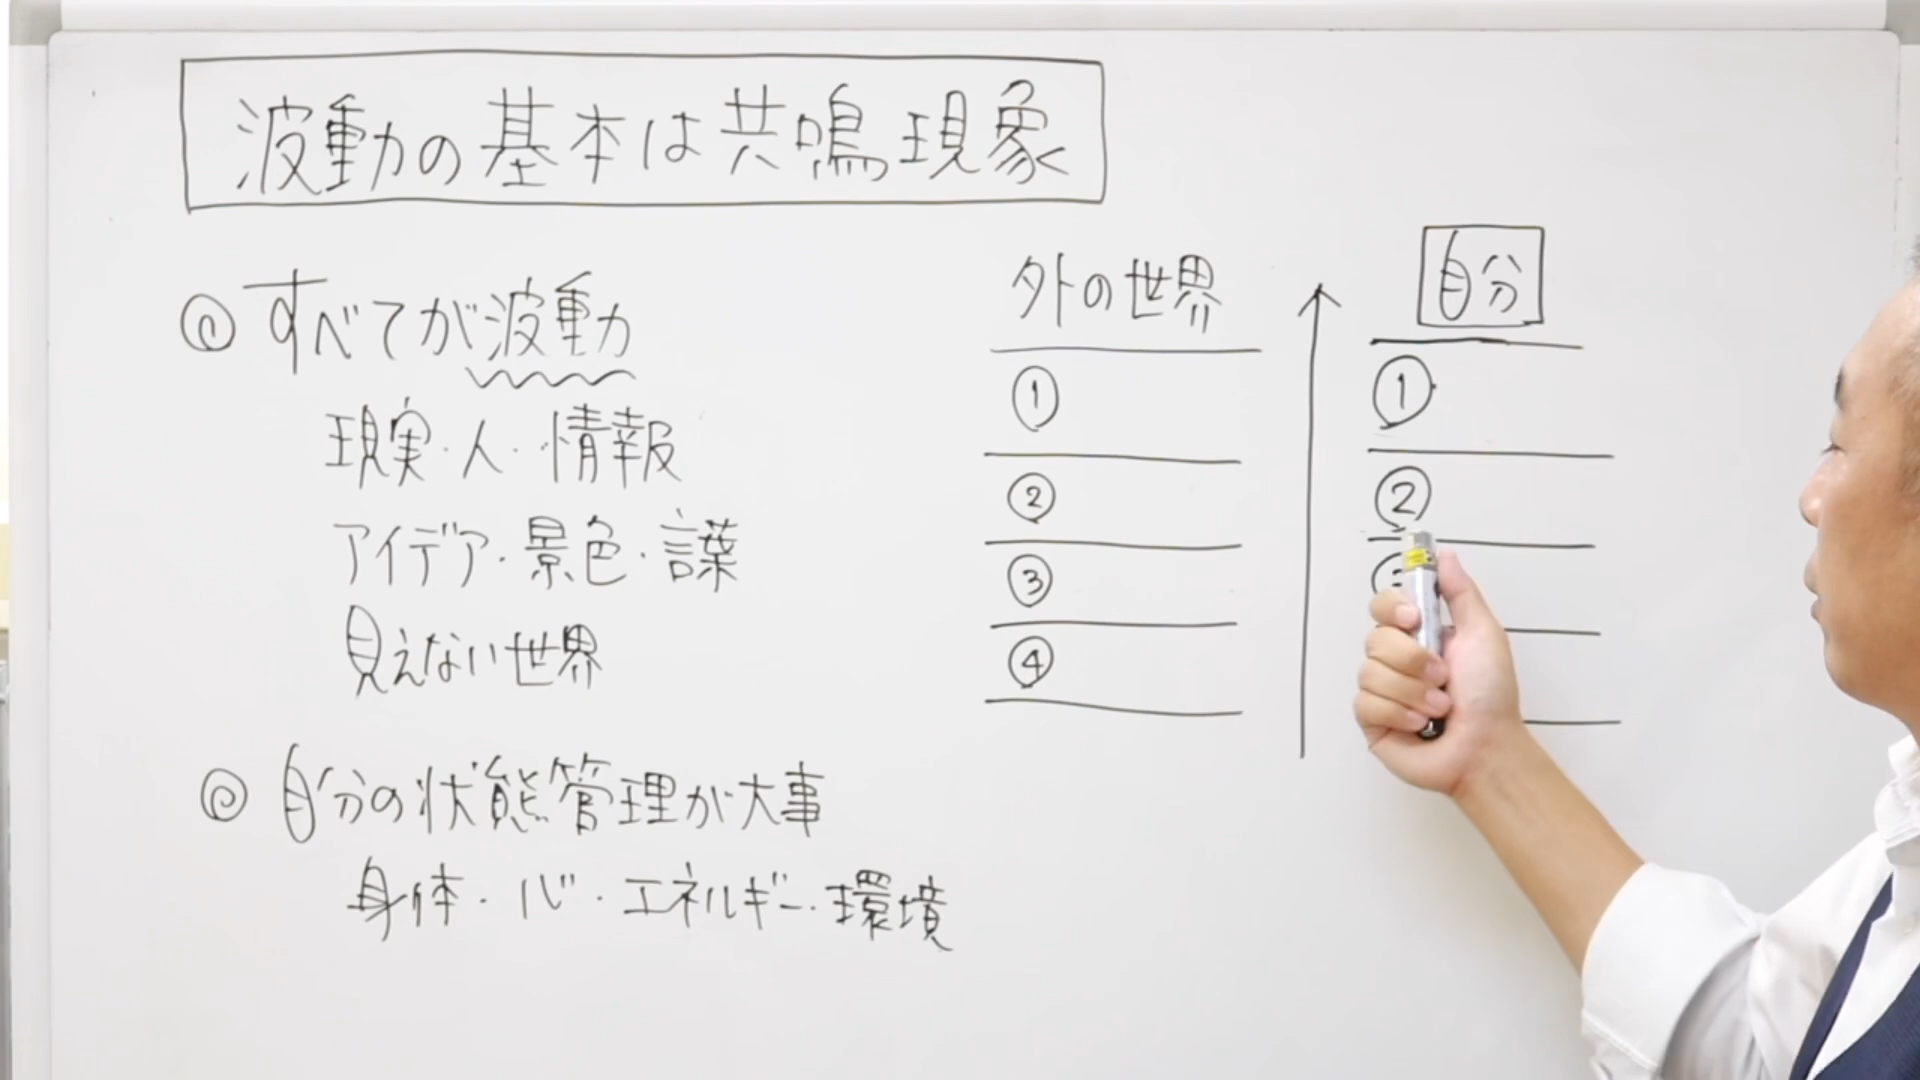 波動の基本は共鳴現象
◎ すべてが波動
現実・人・情報
アイデア・景色・言葉
見えない世界
◎ 自分の状態管理が大事
身体・心・エネルギー・環境
外の世界
①
②
③
④
自分
①
②